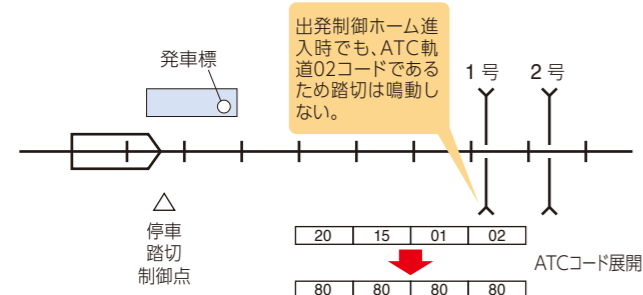 出発制御ホーム進
入時でも、ATC軌
道02コードである
ため踏切は鳴動し
ない。
発車標
1号 2号
停車
踏切
制御点
20 15 01 02
ATCコード展開
80 80 80 80